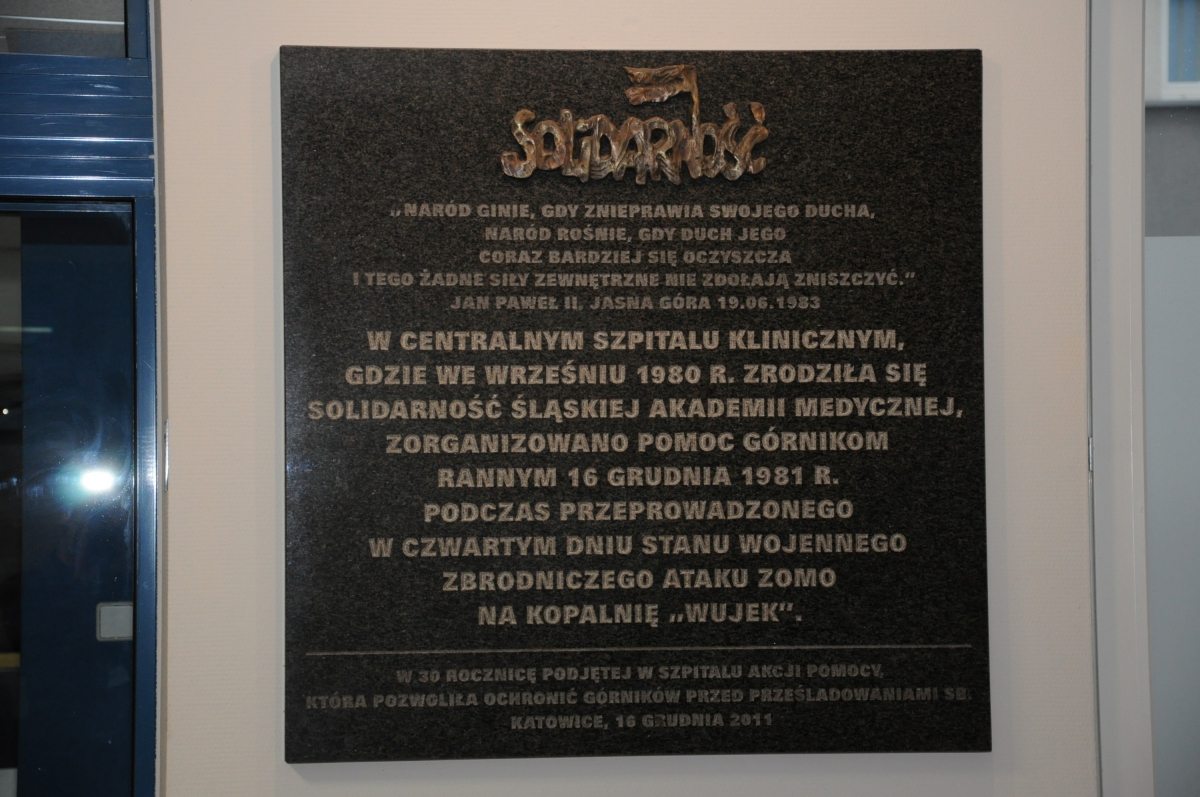 SOLIDARNOŚĆ
„NARÓD GINIE, GDY ZNIEPRAWIA SWOJEGO DUCHA,
NARÓD ROŚNIE, GDY DUCH JEGO
CORAZ BARDZIEJ SIĘ OCZYSZCZA
I TEGO ŻADNE SIŁY ZEWNĘTRZNE NIE ZDOŁAJĄ ZNISZCZYĆ."
JAN PAWEŁ II, JASNA GÓRA 19.06.1983
W CENTRALNYM SZPITALU KLINICZNYM,
GDZIE WE WRZEŚNIU 1980 R. ZRODZIŁA SIĘ
SOLIDARNOŚĆ ŚLĄSKIEJ AKADEMII MEDYCZNEJ,
ZORGANIZOWANO POMOC GÓRNIKOM
RANNYM 16 GRUDNIA 1981 R.
PODCZAS PRZEPROWADZONEGO
W CZWARTYM DNIU STANU WOJENNEGO
ZBRODNICZEGO ATAKU ZOMO
NA KOPALNIĘ „WUJEK".
W 30 ROCZNICĘ PODJĘTEJ W SZPITALU AKCJI POMOCY,
KTÓRA POZWOLIŁA OCHRONIĆ GÓRNIKÓW PRZED PRZEŚLADOWANIAMI SB.
KATOWICE, 16 GRUDNIA 2011